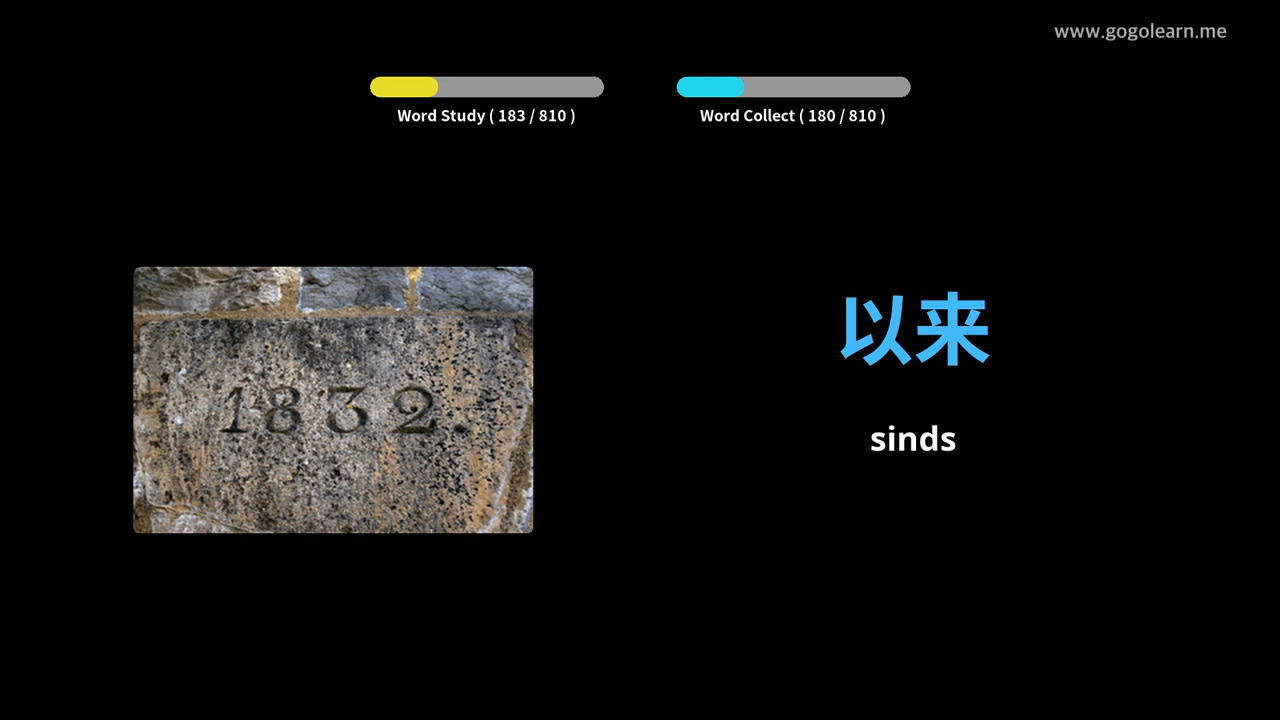 www.gogolearn.me
Word Study ( 183 / 810 )
Word Collect ( 180 / 810 )
1832.
以来
sinds